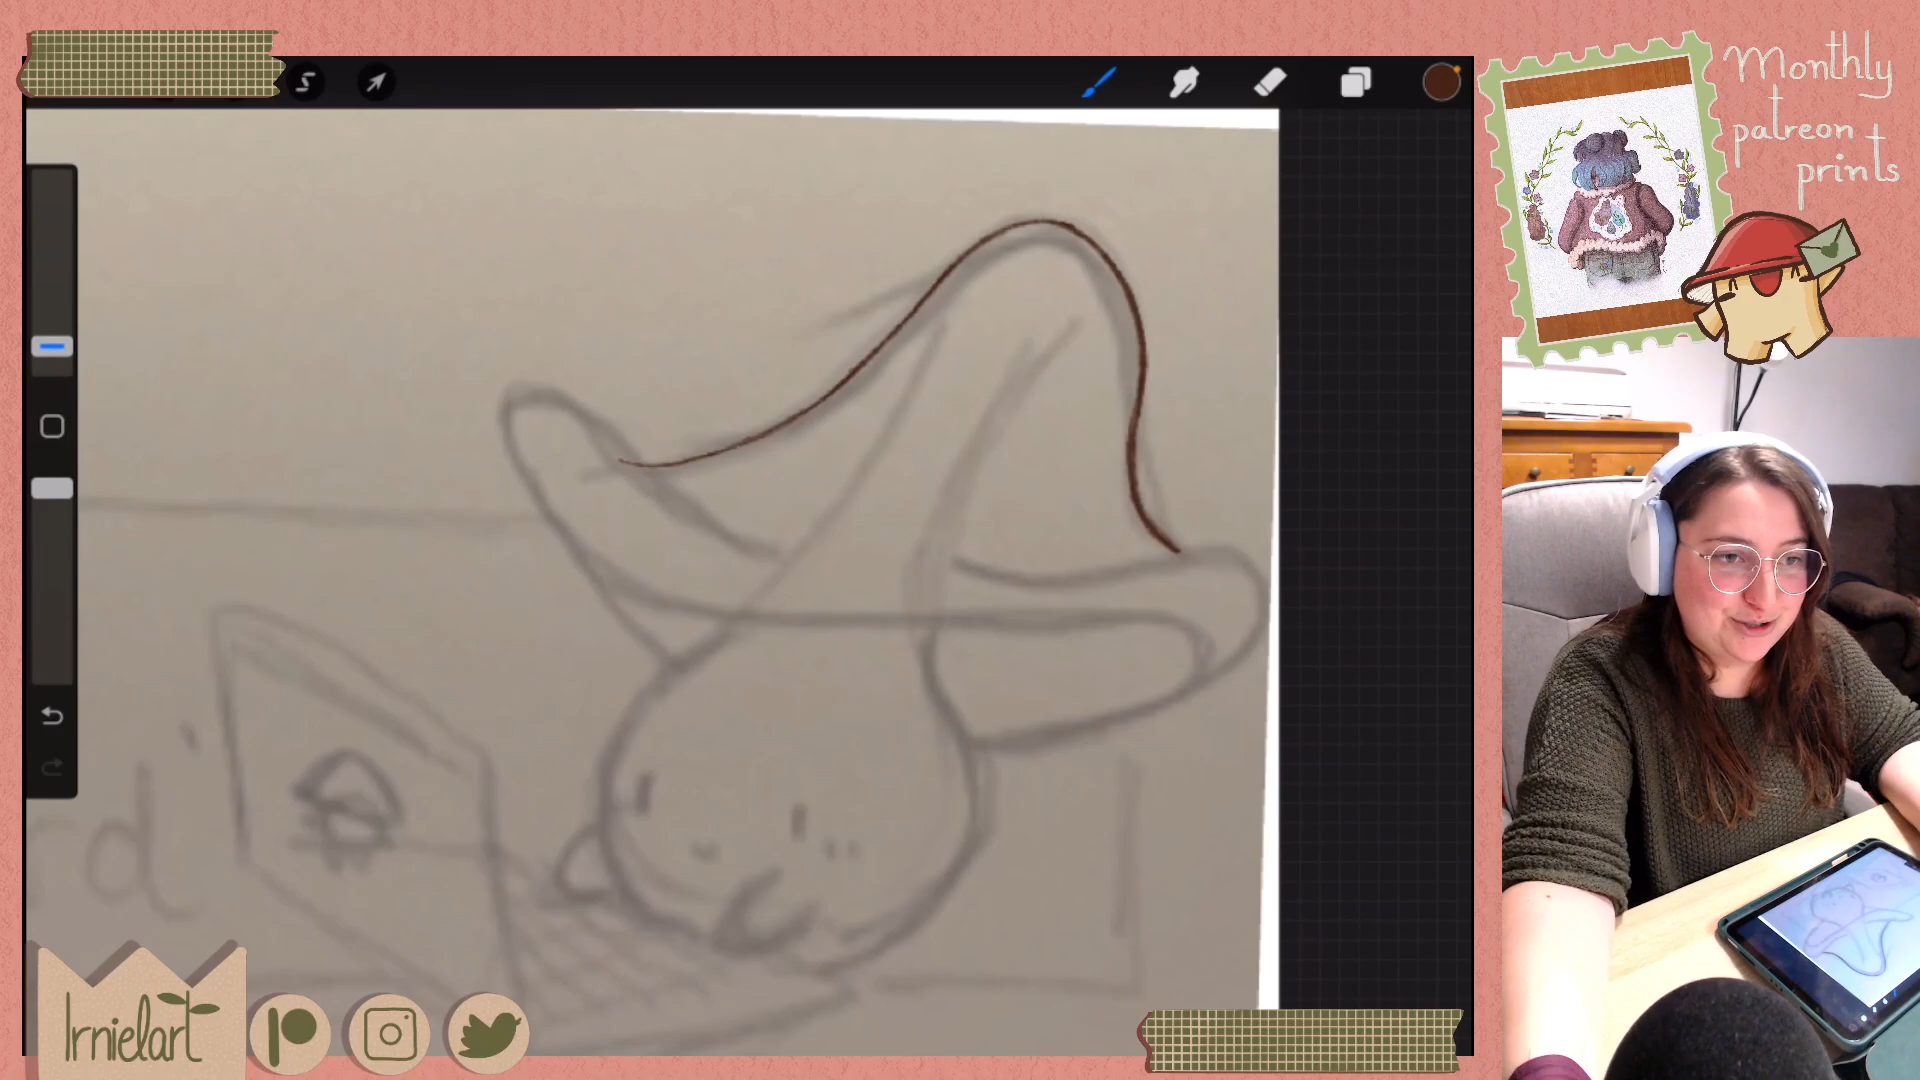 Monthly
patreon
prints
d'
Irnielart